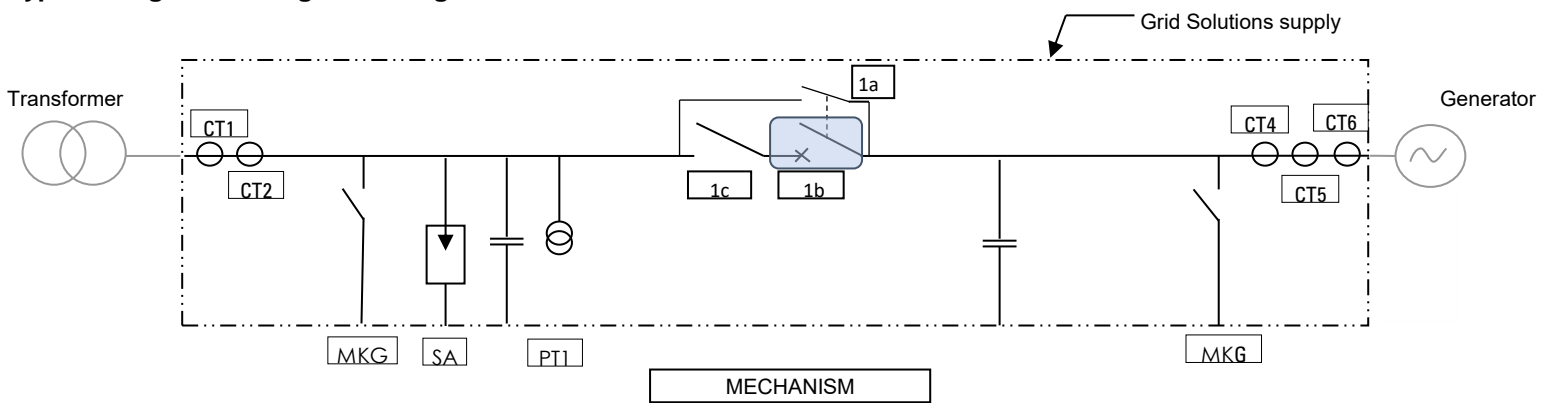 Grid Solutions supply
Transformer
Generator
1a
CT1
CT2
CT4
CT6
CT5
1c
1b
MKG
SA
PT1
MKG
MECHANISM